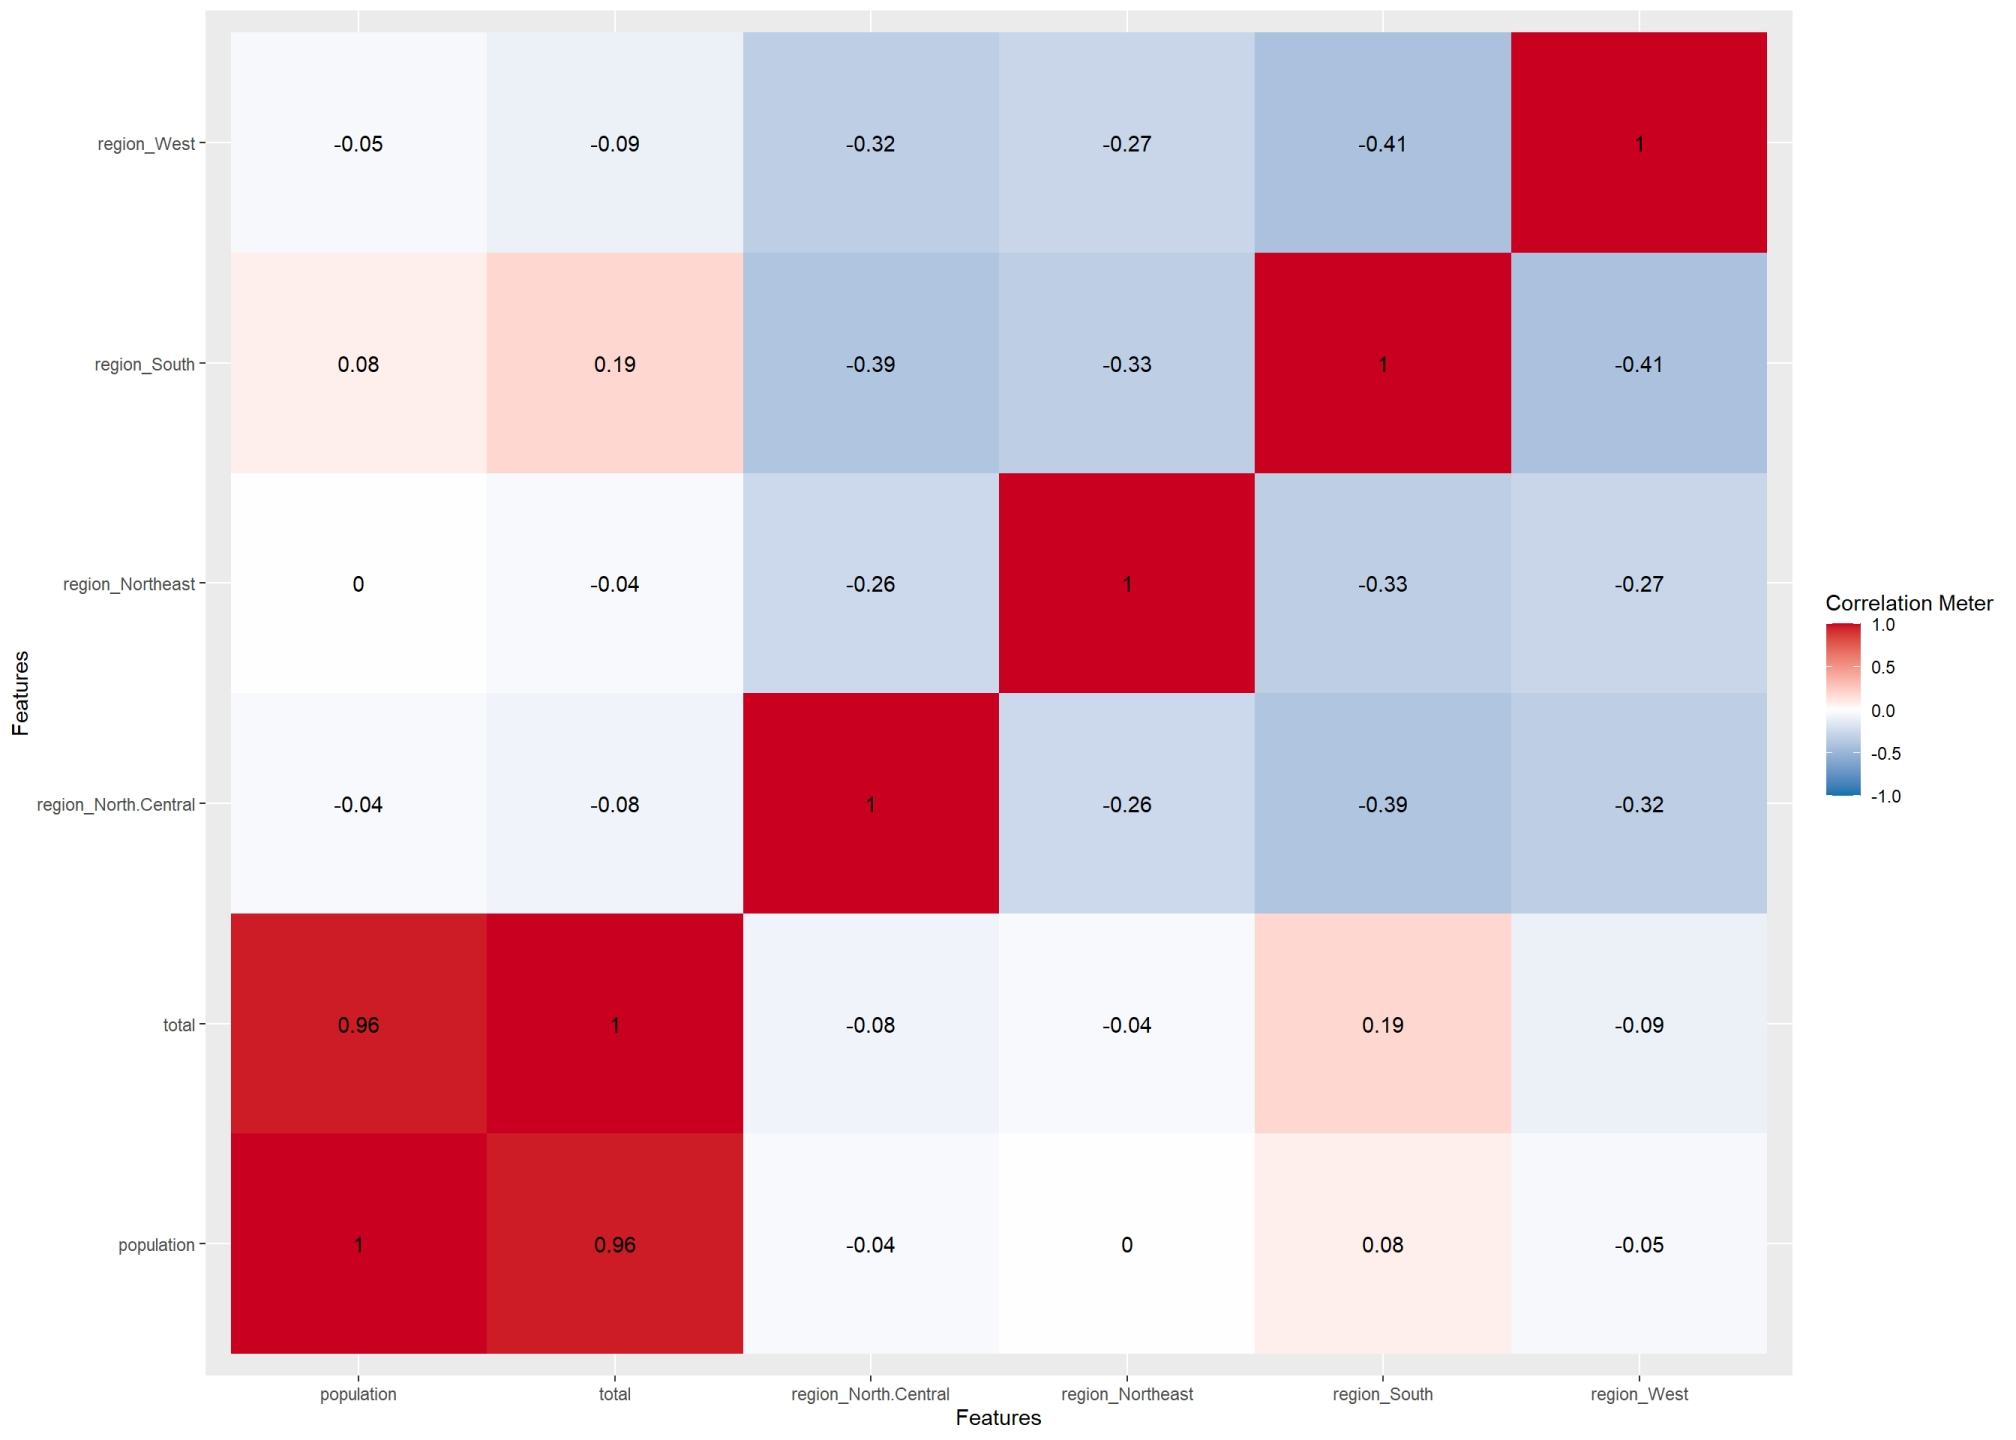 region_West -0.05 -0.09 -0.32 -0.27 -0.41 1
region_South 0.08 0.19 -0.39 -0.33 1 -0.41
region_Northeast 0 -0.04 -0.26 1 -0.33 -0.27
region_North.Central -0.04 -0.08 1 -0.26 -0.39 -0.32
total 0.96 1 -0.08 -0.04 0.19 -0.09
population 1 0.96 -0.04 0 0.08 -0.05
population total region_North.Central region_Northeast region_South region_West
Features
Features
Correlation Meter
1.0
0.5
0.0
-0.5
-1.0